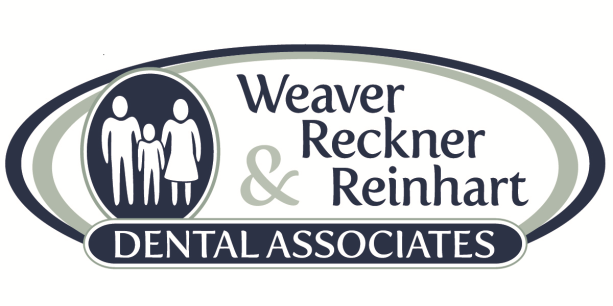 Weaver
Reckner
& Reinhart
DENTAL ASSOCIATES